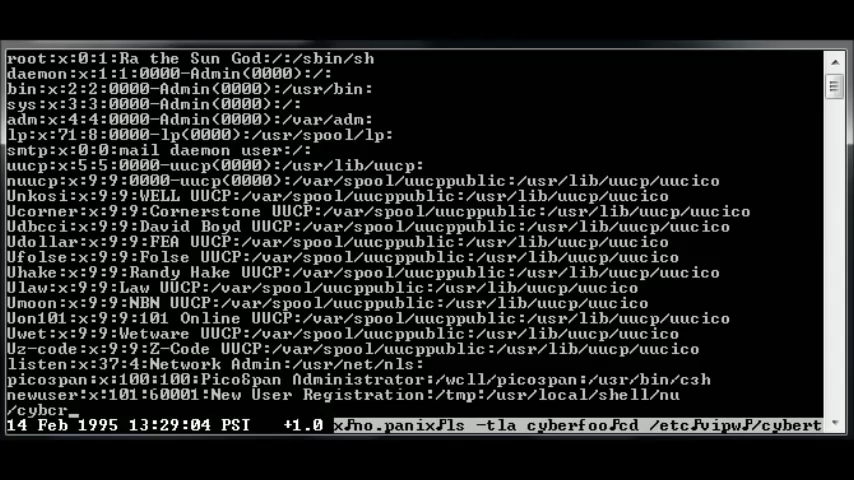 root:x:0:1:Ra the Sun God:/:/sbin/sh
daemon:x:1:1:0000-Admin(0000):/:
bin:x:2:2:0000-Admin(0000):/usr/bin:
sys:x:3:3:0000-Admin(0000):/:
adm:x:4:4:0000-Admin(0000):/var/adm:
lp:x:71:8:0000-lp(0000):/usr/spool/lp:
smtp:x:0:0:mail daemon user:/:
uucp:x:5:5:0000-uucp(0000):/usr/lib/uucp:
nuucp:x:9:9:0000-uucp(0000):/var/spool/uucppublic:/usr/lib/uucp/uucico
Unkosi:x:9:9:WELL UUCP:/var/spool/uucppublic:/usr/lib/uucp/uucico
Ucorner:x:9:9:Cornerstone UUCP:/var/spool/uucppublic:/usr/lib/uucp/uucico
Udbcci:x:9:9:David Boyd UUCP:/var/spool/uucppublic:/usr/lib/uucp/uucico
Udollar:x:9:9:FEA UUCP:/var/spool/uucppublic:/usr/lib/uucp/uucico
Ufolse:x:9:9:Folse UUCP:/var/spool/uucppublic:/usr/lib/uucp/uucico
Uhake:x:9:9:Randy Hake UUCP:/var/spool/uucppublic:/usr/lib/uucp/uucico
Ulaw:x:9:9:Law UUCP:/var/spool/uucppublic:/usr/lib/uucp/uucico
Umoon:x:9:9:NBN UUCP:/var/spool/uucppublic:/usr/lib/uucp/uucico
Uon101:x:9:9:101 Online UUCP:/var/spool/uucppublic:/usr/lib/uucp/uucico
Uwet:x:9:9:Wetware UUCP:/var/spool/uucppublic:/usr/lib/uucp/uucico
Uz-code:x:9:9:Z-Code UUCP:/var/spool/uucppublic:/usr/lib/uucp/uucico
listen:x:37:4:Network Admin:/usr/net/nls:
picospan:x:100:100:PicoSpan Administrator:/well/picospan:/usr/bin/csh
newuser:x:101:60001:New User Registration:/tmp:/usr/local/shell/nu
/cyber_
14 Feb 1995 13:29:04 PST +1.0 x♪no.panix♪ls -tla cyberfoo♪cd /etc♪vipw♪/cybert